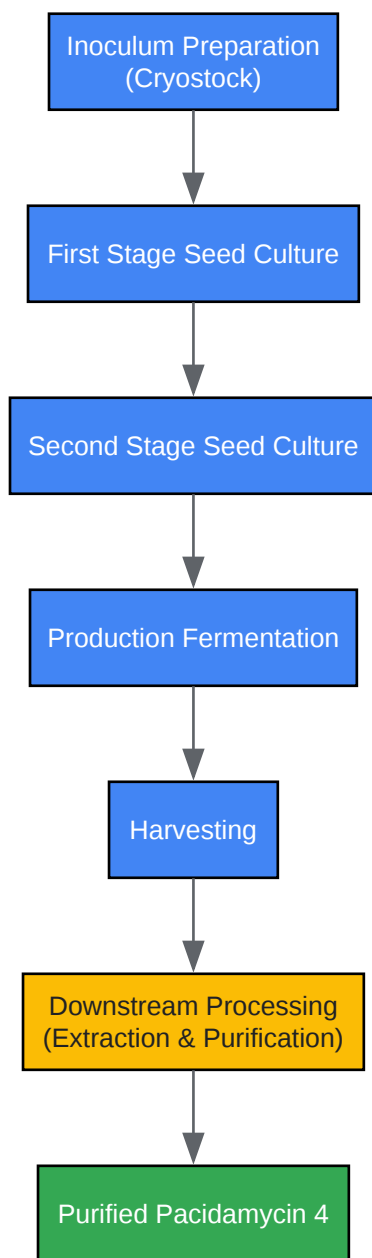 Inoculum Preparation
(Cryostock)
First Stage Seed Culture
Second Stage Seed Culture
Production Fermentation
Harvesting
Downstream Processing
(Extraction & Purification)
Purified Pacidamycin 4